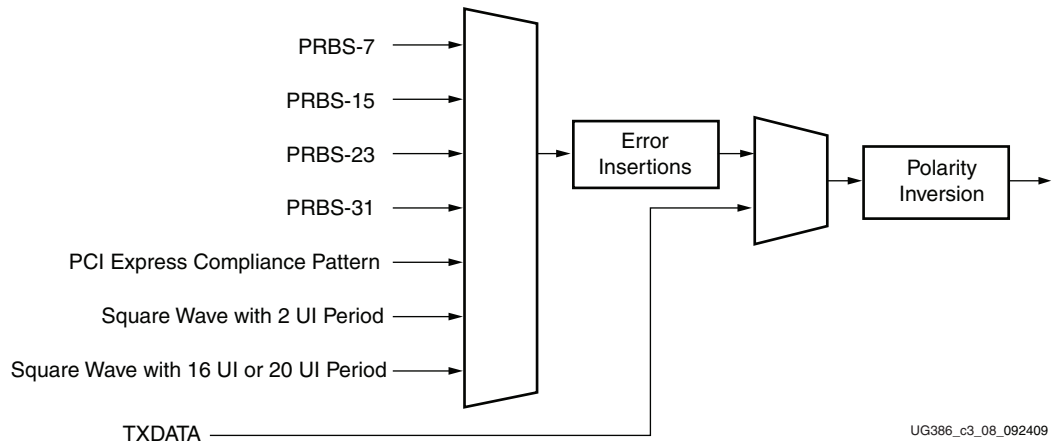 PRBS-7
PRBS-15
PRBS-23
PRBS-31
PCI Express Compliance Pattern
Square Wave with 2 UI Period
Square Wave with 16 UI or 20 UI Period
TXDATA
Error
Insertions
Polarity
Inversion
UG386_c3_08_092409